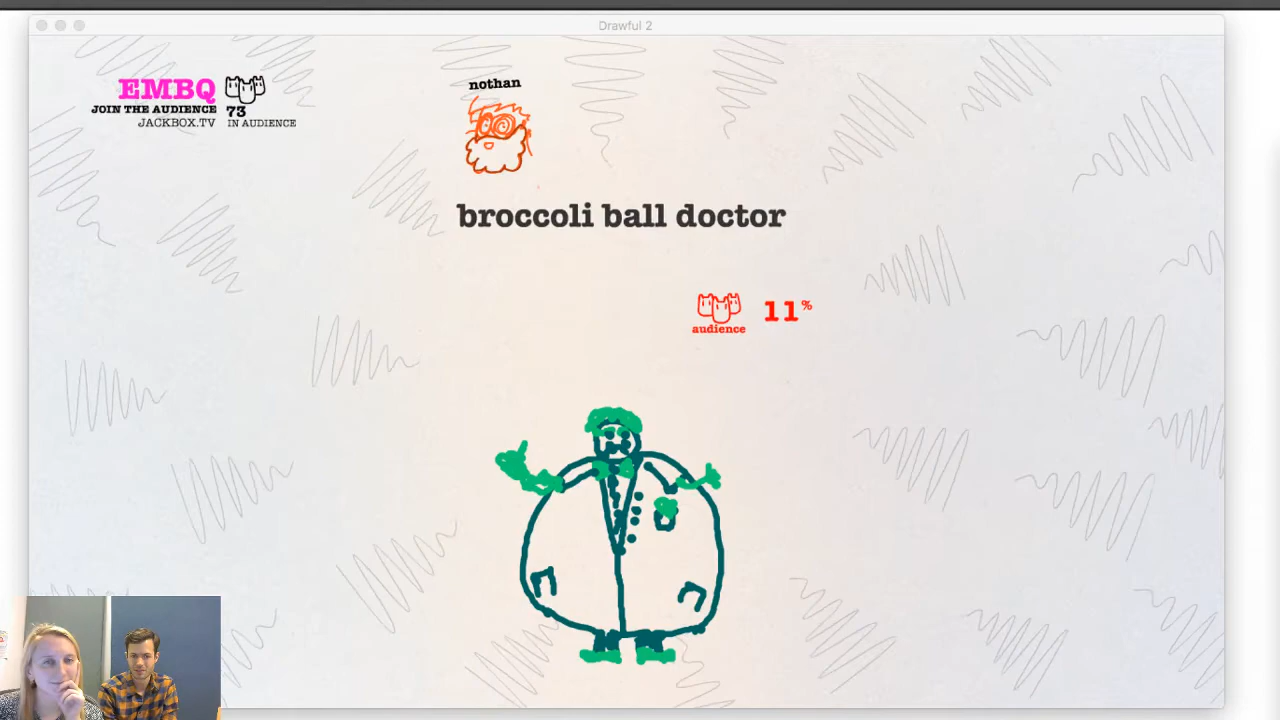 Drawful 2
EMBQ
JOIN THE AUDIENCE
JACKBOX.TV
73
IN AUDIENCE
nothan
broccoli ball doctor
audience
11%